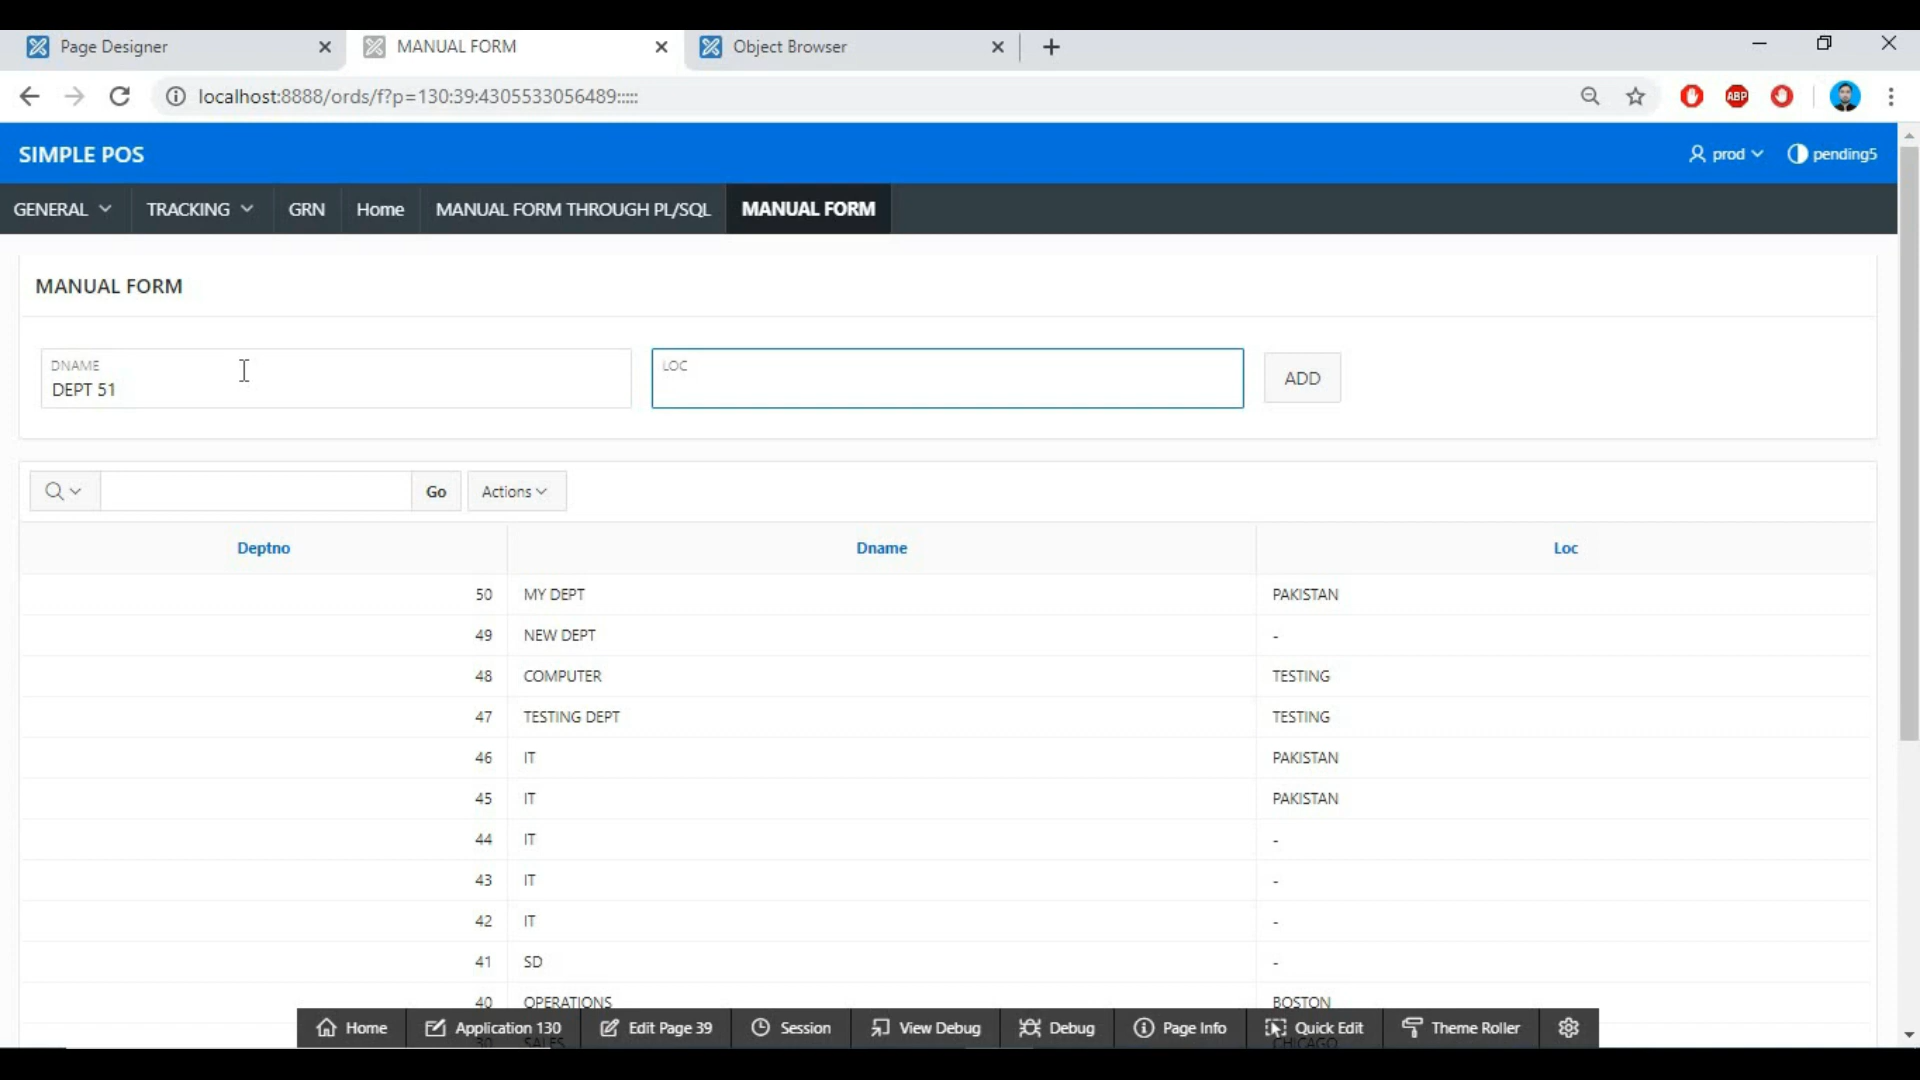 Page Designer
MANUAL FORM
Object Browser
localhost:8888/ords/f?p=130:39:4305533056489:::::
ABP
SIMPLE POS
prod
pending5
GENERAL
TRACKING
GRN
Home
MANUAL FORM THROUGH PL/SQL
MANUAL FORM
MANUAL FORM
DNAME
DEPT 51
LOC
ADD
Go
Actions
Deptno Dname Loc
50 MY DEPT PAKISTAN
49 NEW DEPT -
48 COMPUTER TESTING
47 TESTING DEPT TESTING
46 IT PAKISTAN
45 IT PAKISTAN
44 IT -
43 IT -
42 IT -
41 SD -
40 OPERATIONS BOSTON
30 SALES CHICAGO
Home
Application 130
Edit Page 39
Session
View Debug
Debug
Page Info
Quick Edit
Theme Roller